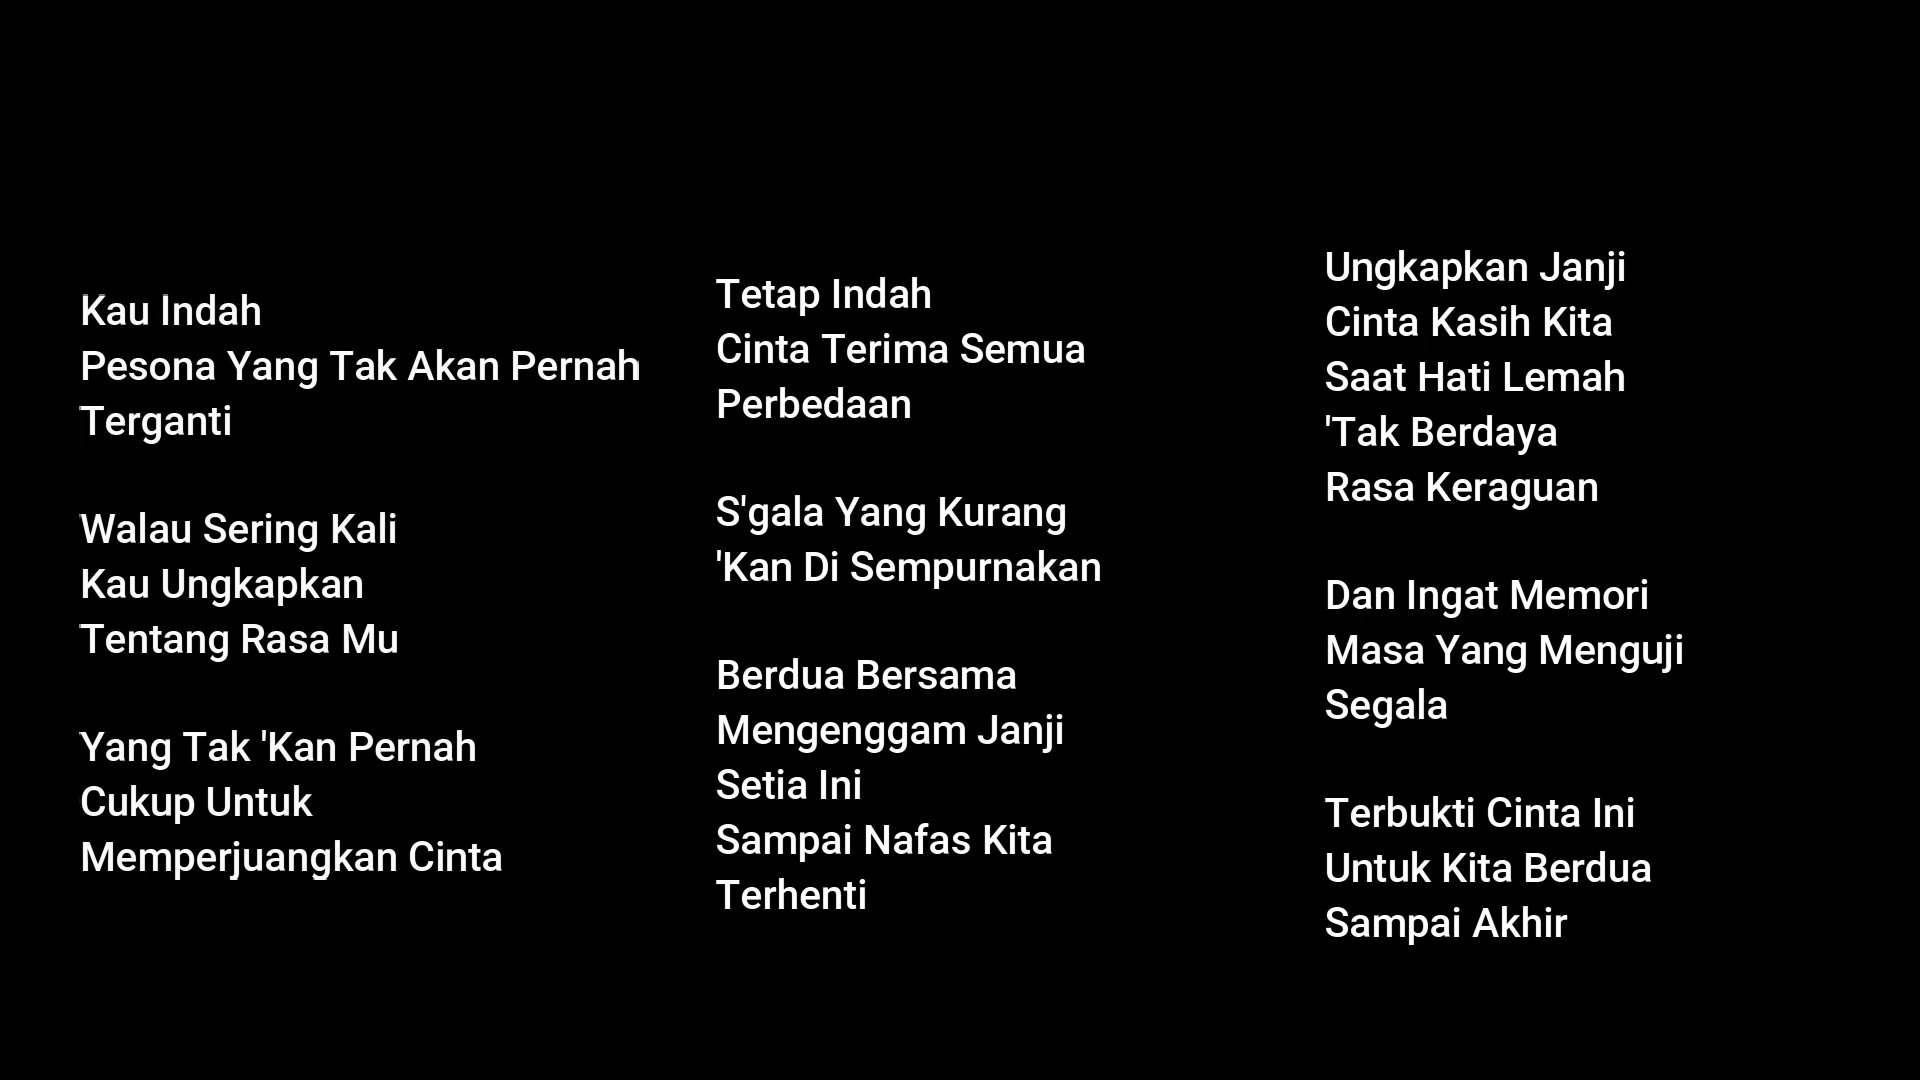 Kau Indah
Pesona Yang Tak Akan Pernah
Terganti
Walau Sering Kali
Kau Ungkapkan
Tentang Rasa Mu
Yang Tak 'Kan Pernah
Cukup Untuk
Memperjuangkan Cinta
Tetap Indah
Cinta Terima Semua
Perbedaan
S'gala Yang Kurang
'Kan Di Sempurnakan
Berdua Bersama
Mengenggam Janji
Setia Ini
Sampai Nafas Kita
Terhenti
Ungkapkan Janji
Cinta Kasih Kita
Saat Hati Lemah
'Tak Berdaya
Rasa Keraguan
Dan Ingat Memori
Masa Yang Menguji
Segala
Terbukti Cinta Ini
Untuk Kita Berdua
Sampai Akhir